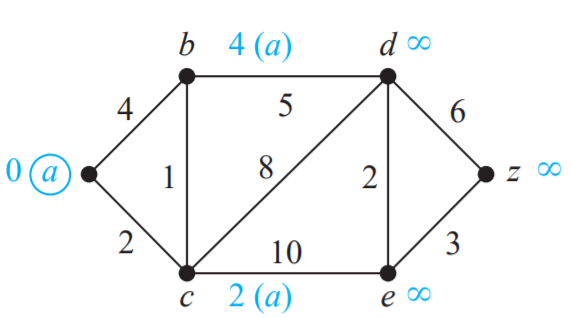 b 4 (a) d ∞
4 5 6
0 a 1 8 2 z ∞
2 10 3
c 2 (a) e ∞